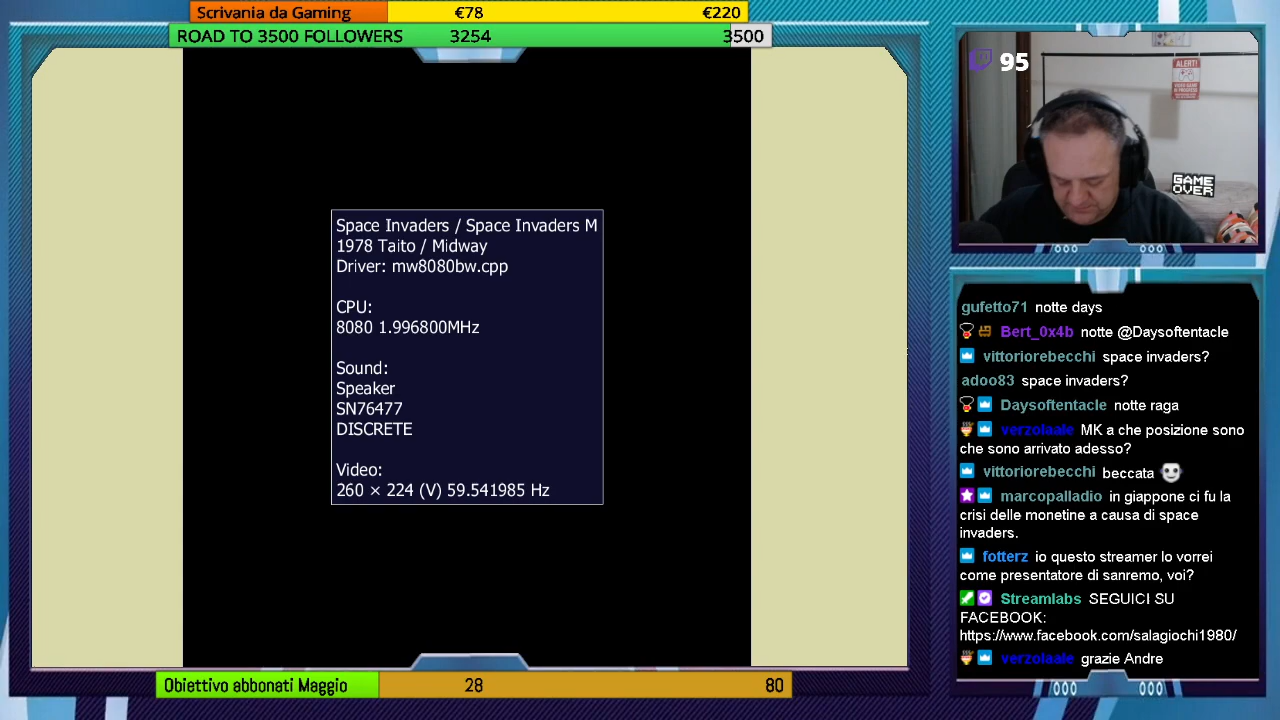 Scrivania da Gaming €78 €220
ROAD TO 3500 FOLLOWERS 3254 3500
95
ALERT!
GAME
OVER
Space Invaders / Space Invaders M
1978 Taito / Midway
Driver: mw8080bw.cpp
CPU:
8080 1.996800MHz
Sound:
Speaker
SN76477
DISCRETE
Video:
260 × 224 (V) 59.541985 Hz
gufetto71 notte days
Bert_0x4b notte @Daysoftentacle
vittoriorebecchi space invaders?
adoo83 space invaders?
Daysoftentacle notte raga
verzolaale MK a che posizione sono
che sono arrivato adesso?
vittoriorebecchi beccata
marcopalladio in giappone ci fu la
crisi delle monetine a causa di space
invaders.
fotterz io questo streamer lo vorrei
come presentatore di sanremo, voi?
Streamlabs SEGUICI SU
FACEBOOK:
https://www.facebook.com/salagiochi1980/
verzolaale grazie Andre
Obiettivo abbonati Maggio 28 80